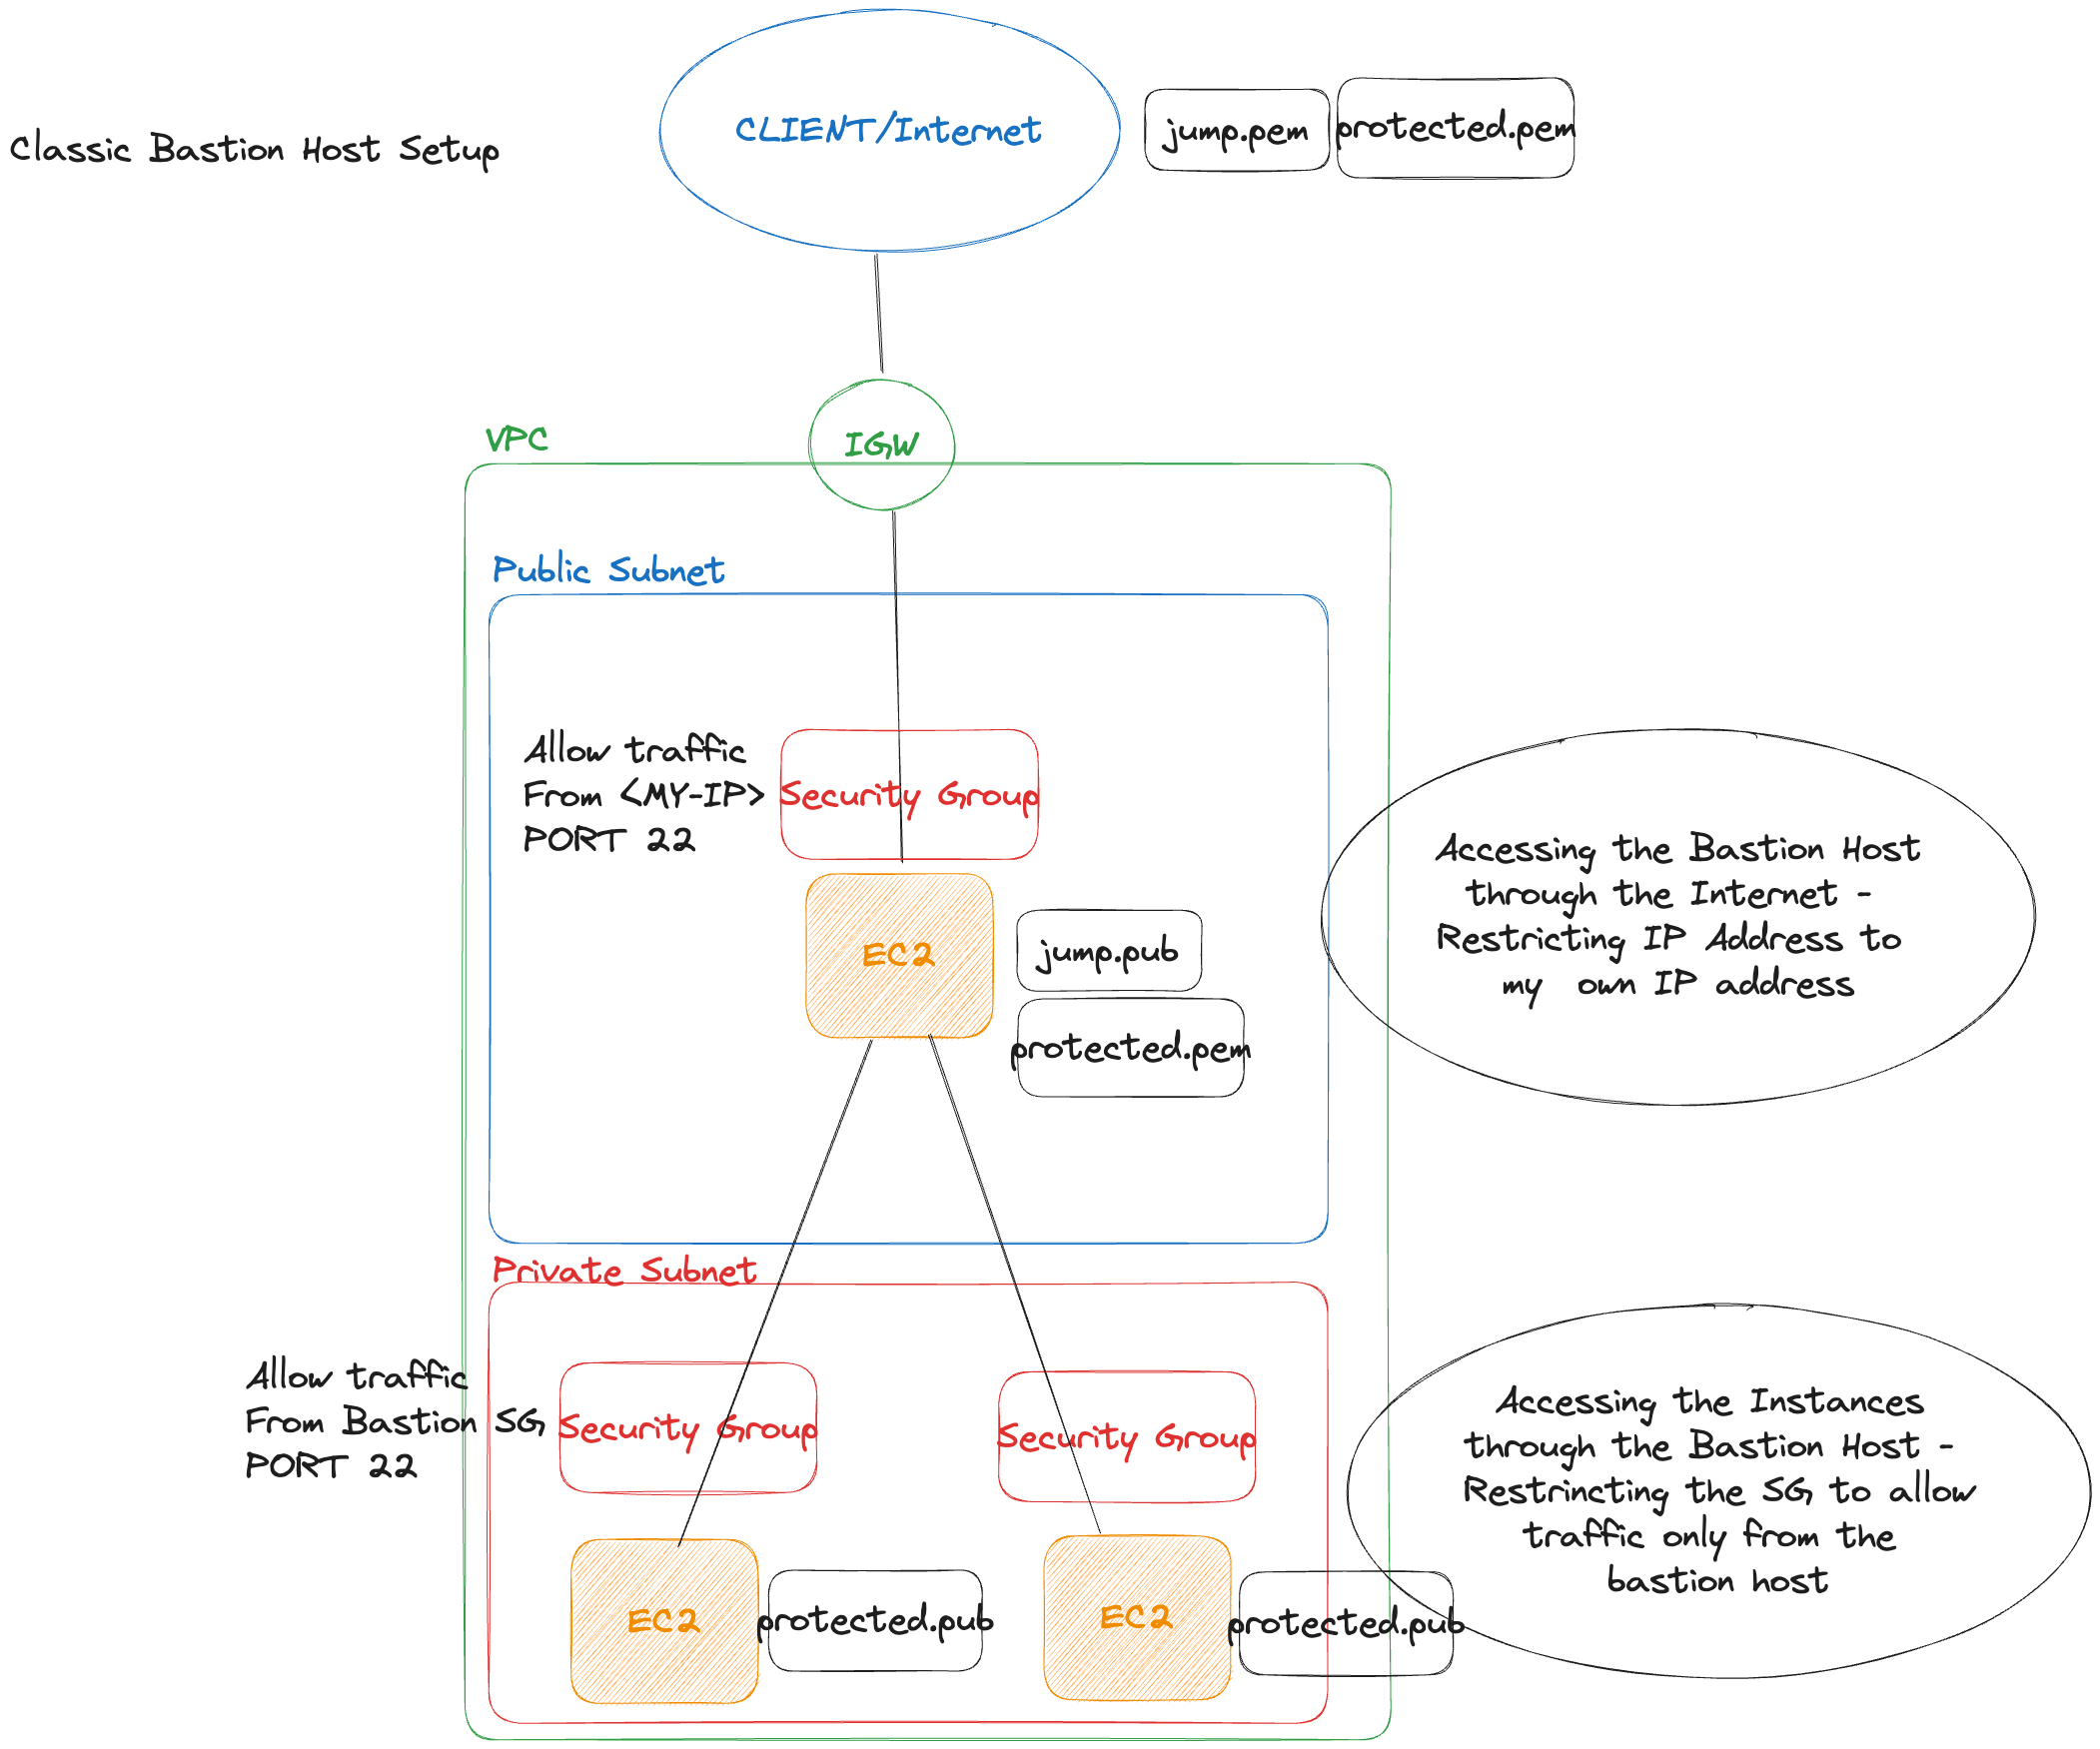 Classic Bastion Host Setup
CLIENT/Internet
jump.pem
protected.pem
VPC
IGW
Public Subnet
Allow traffic
From <MY-IP>
PORT 22
Security Group
EC2
jump.pub
protected.pem
Accessing the Bastion Host
through the Internet -
Restricting IP Address to
my own IP address
Private Subnet
Allow traffic
From Bastion SG
PORT 22
Security Group
Security Group
EC2
protected.pub
EC2
protected.pub
Accessing the Instances
through the Bastion Host -
Restrincting the SG to allow
traffic only from the
bastion host